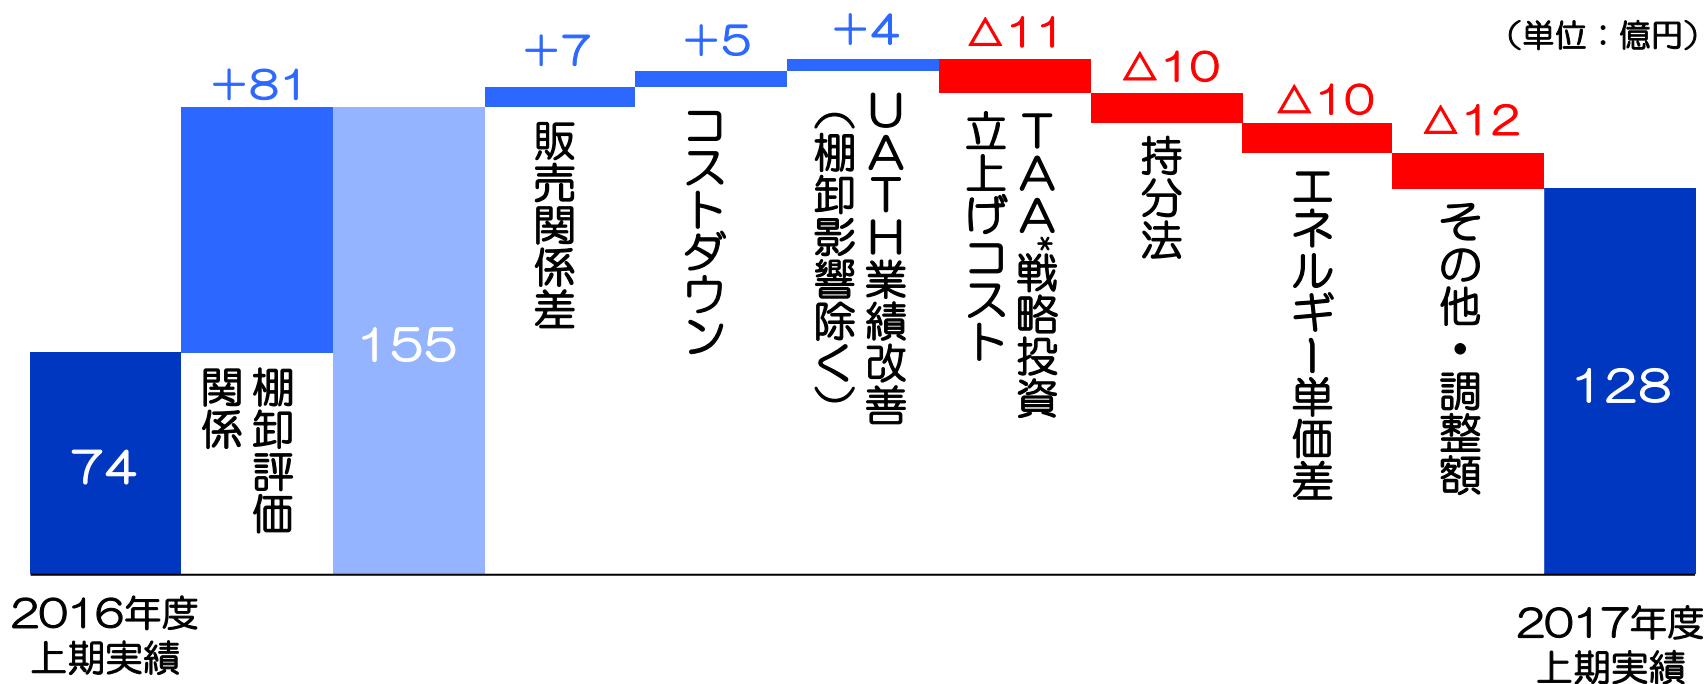 （単位：億円）
74
+81
棚卸評価
関係
155
+7
販売関係差
+5
コストダウン
+4
UATH業績改善
（棚卸影響除く）
△11
TAA*戦略投資
立上げコスト
△10
持分法
△10
エネルギー単価差
△12
その他・調整額
128
2016年度
上期実績
2017年度
上期実績